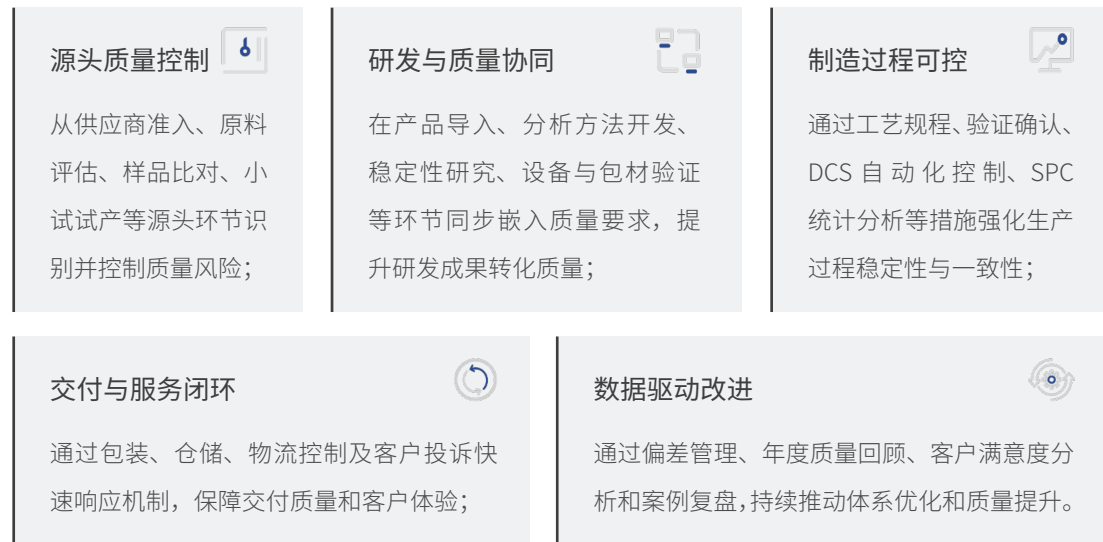 源头质量控制
从供应商准入、原料
评估、样品比对、小
试试产等源头环节识
别并控制质量风险；
研发与质量协同
在产品导入、分析方法开发、
稳定性研究、设备与包材验证
等环节同步嵌入质量要求，提
升研发成果转化质量；
制造过程可控
通过工艺规程、验证确认、
DCS 自动化控制、SPC
统计分析等措施强化生产
过程稳定性与一致性；
交付与服务闭环
通过包装、仓储、物流控制及客户投诉快
速响应机制，保障交付质量和客户体验；
数据驱动改进
通过偏差管理、年度质量回顾、客户满意度分
析和案例复盘，持续推动体系优化和质量提升。